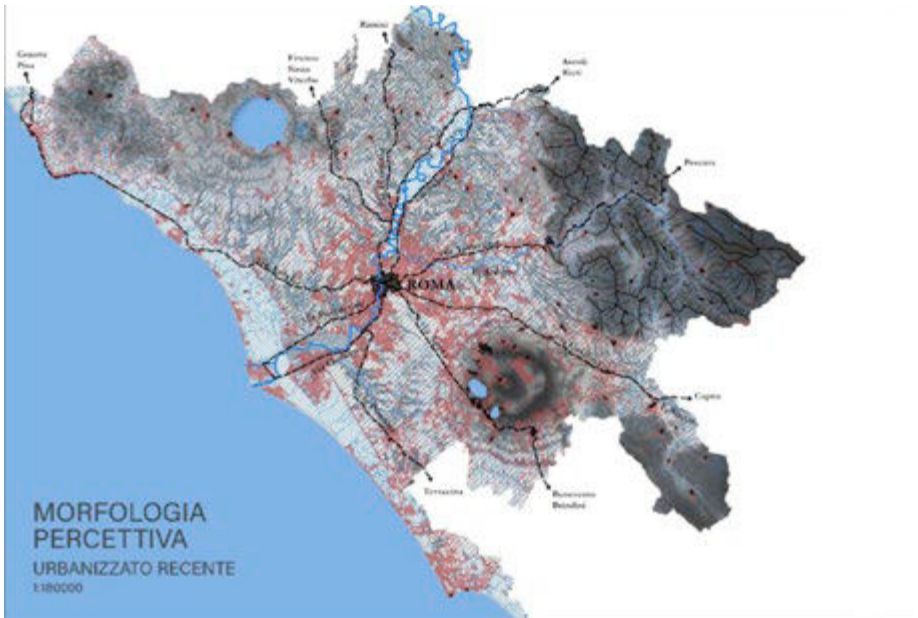 Rimini
Genova
Pisa
Firenze
Siena
Viterbo
Ascoli
Rieti
Pescara
ROMA
Capua
Terracina
Benevento
Brindisi
MORFOLOGIA
PERCETTIVA
URBANIZZATO RECENTE
1:180000